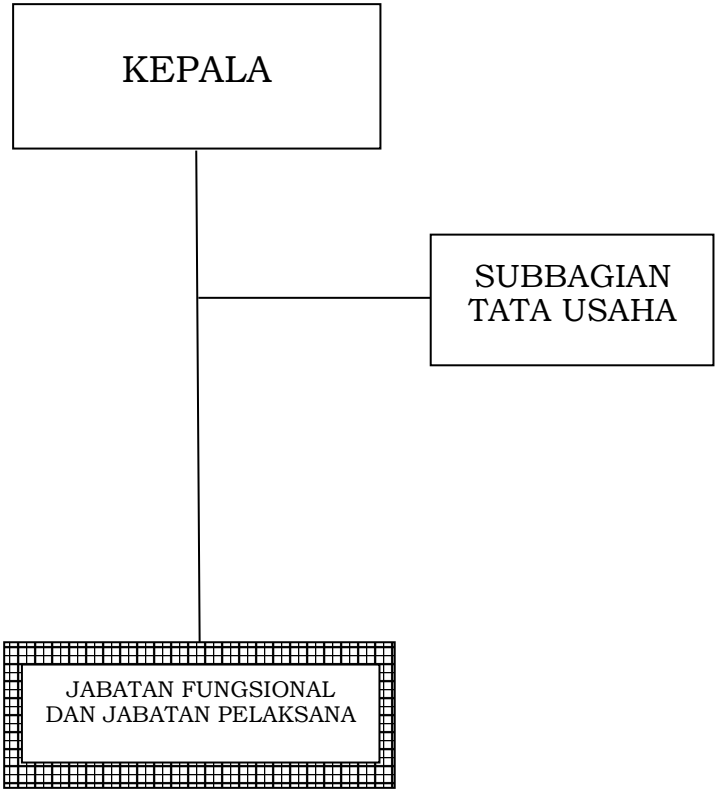 KEPALA
SUBBAGIAN
TATA USAHA
JABATAN FUNGSIONAL
DAN JABATAN PELAKSANA